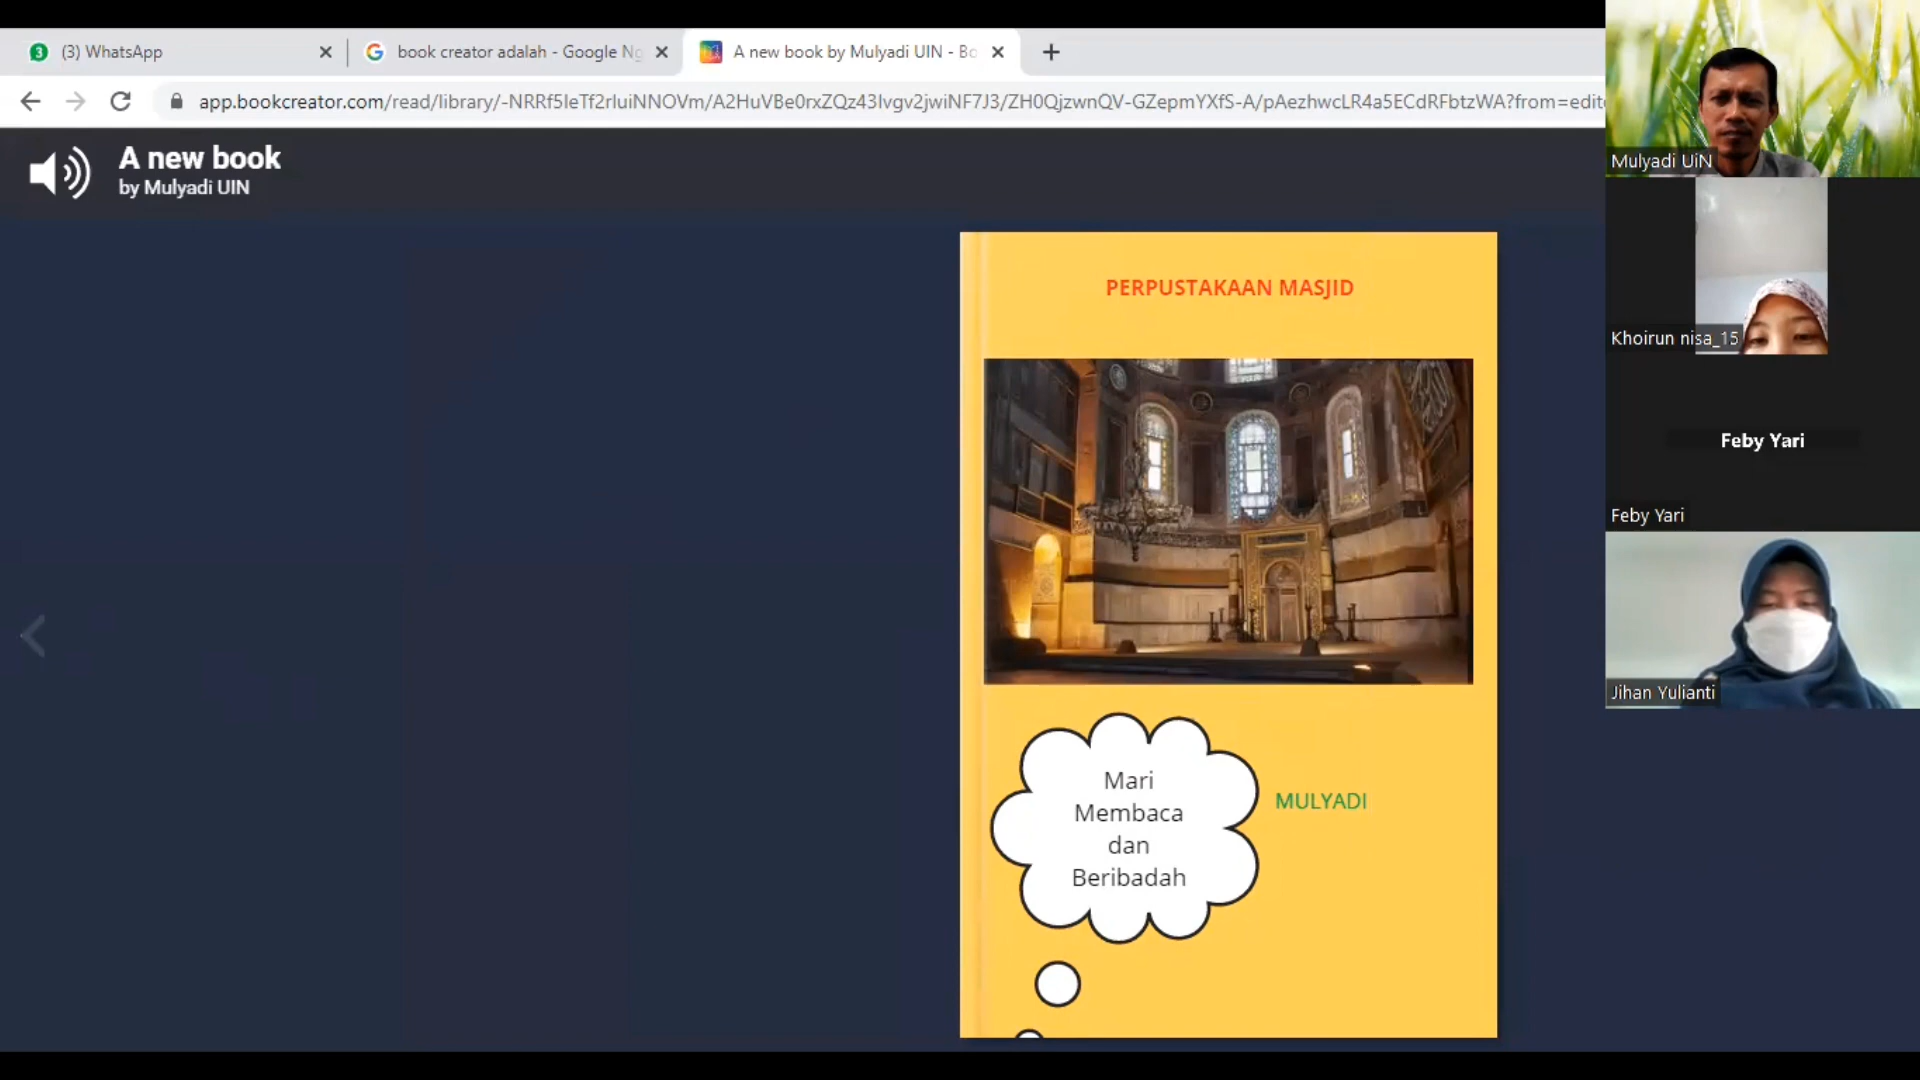 (3) WhatsApp
book creator adalah - Google Ng
A new book by Mulyadi UIN - Bo
app.bookcreator.com/read/library/-NRRf5leTf2rluiNNOVm/A2HuVBe0rxZQz43lvgv2jwiNF7J3/ZH0QjzwnQV-GZepmYXfS-A/pAezhwcLR4a5ECdRFbtzWA?from=edito
A new book
by Mulyadi UIN
PERPUSTAKAAN MASJID
Mari
Membaca
dan
Beribadah
MULYADI
Mulyadi UiN
Khoirun nisa_15
Feby Yari
Feby Yari
Jihan Yulianti